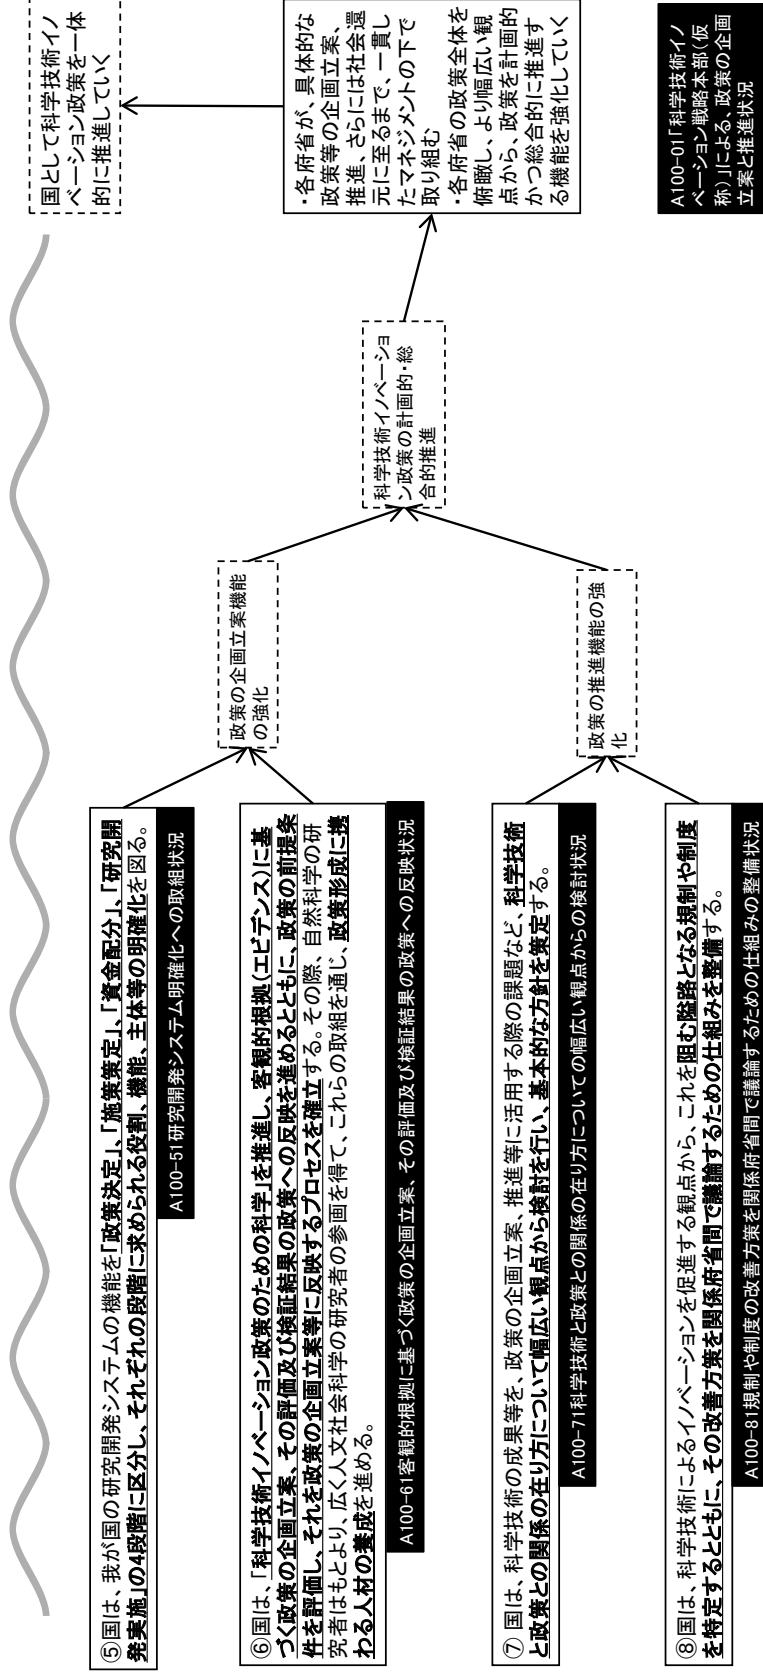 ⑤国は、我が国の研究開発システムの機能を「政策決定」、「施策策定」、「資金配分」、「研究開
発実施」の4段階に区分し、それぞれの段階に求められる役割、機能、主体等の明確化を図る。
A100-51研究開発システム明確化への取組状況
⑥国は、「科学技術イノベーション政策のための科学」を推進し、客観的根拠(エビデンス)に基
づく政策の企画立案、その評価及び検証結果の政策への反映を進めるとともに、政策の前提条
件を評価し、それを政策の企画立案等に反映するプロセスを確立する。その際、自然科学の研
究者はもとより、広く人文社会科学の研究者の参画を得て、これらの取組を通じ、政策形成に携
わる人材の養成を進める。
A100-61客観的根拠に基づく政策の企画立案、その評価及び検証結果の政策への反映状況
⑦ 国は、科学技術の成果等を、政策の企画立案、推進等に活用する際の課題など、科学技術
と政策との関係の在り方について幅広い観点から検討を行い、基本的な方針を策定する。
A100-71科学技術と政策との関係の在り方についての幅広い観点からの検討状況
⑧国は、科学技術によるイノベーションを促進する観点から、これを阻む隘路となる規制や制度
を特定するとともに、その改善方策を関係府省間で議論するための仕組みを整備する。
A100-81規制や制度の改善方策を関係府省間で議論するための仕組みの整備状況
政策の企画立案機能
の強化
政策の推進機能の強
化
科学技術イノベーショ
ン政策の計画的・総
合的推進
国として科学技術イノ
ベーション政策を一体
的に推進していく
・各府省が、具体的な
政策等の企画立案、
推進、さらには社会還
元に至るまで、一貫し
たマネジメントの下で
取り組む
・各府省の政策全体を
俯瞰し、より幅広い観
点から、政策を計画的
かつ総合的に推進す
る機能を強化していく
A100-01「科学技術イノ
ベーション戦略本部(仮
称)」による、政策の企画
立案と推進状況